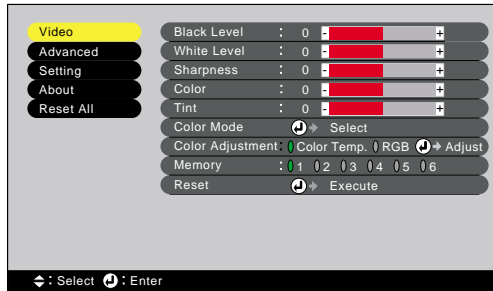 Video
Advanced
Setting
About
Reset All
Black Level : 0 - +
White Level : 0 - +
Sharpness : 0 - +
Color : 0 - +
Tint : 0 - +
Color Mode Select
Color Adjustment: Color Temp. RGB Adjust
Memory : 1 2 3 4 5 6
Reset Execute
: Select : Enter